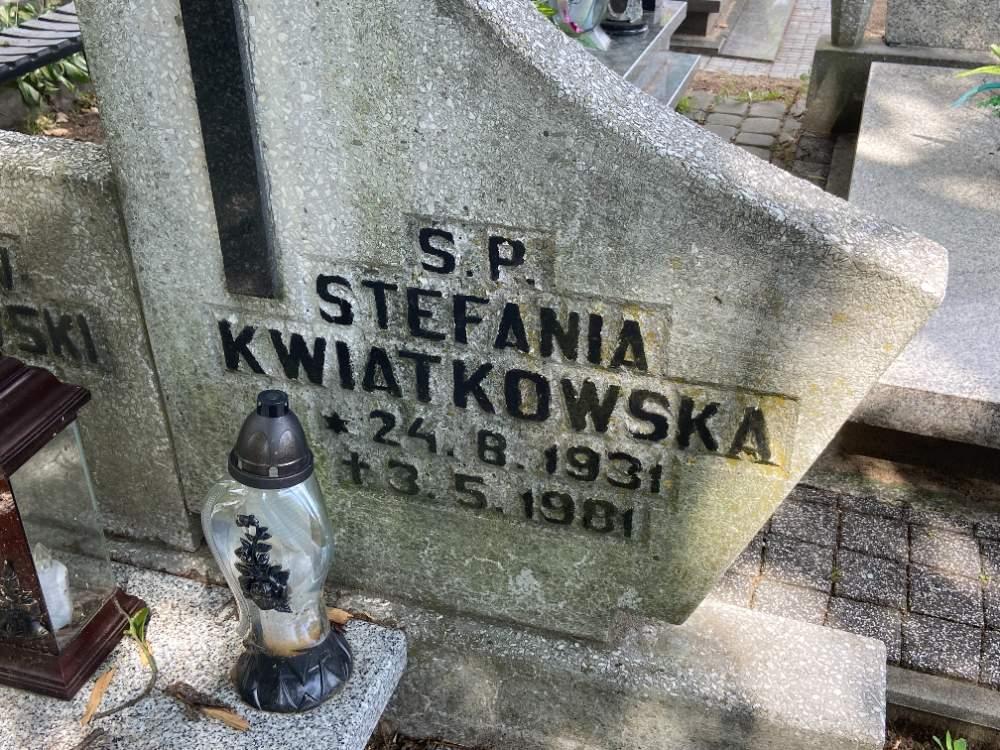 S.P.
STEFANIA
KWIATKOWSKA
* 24.8.1931
† 3.5.1981